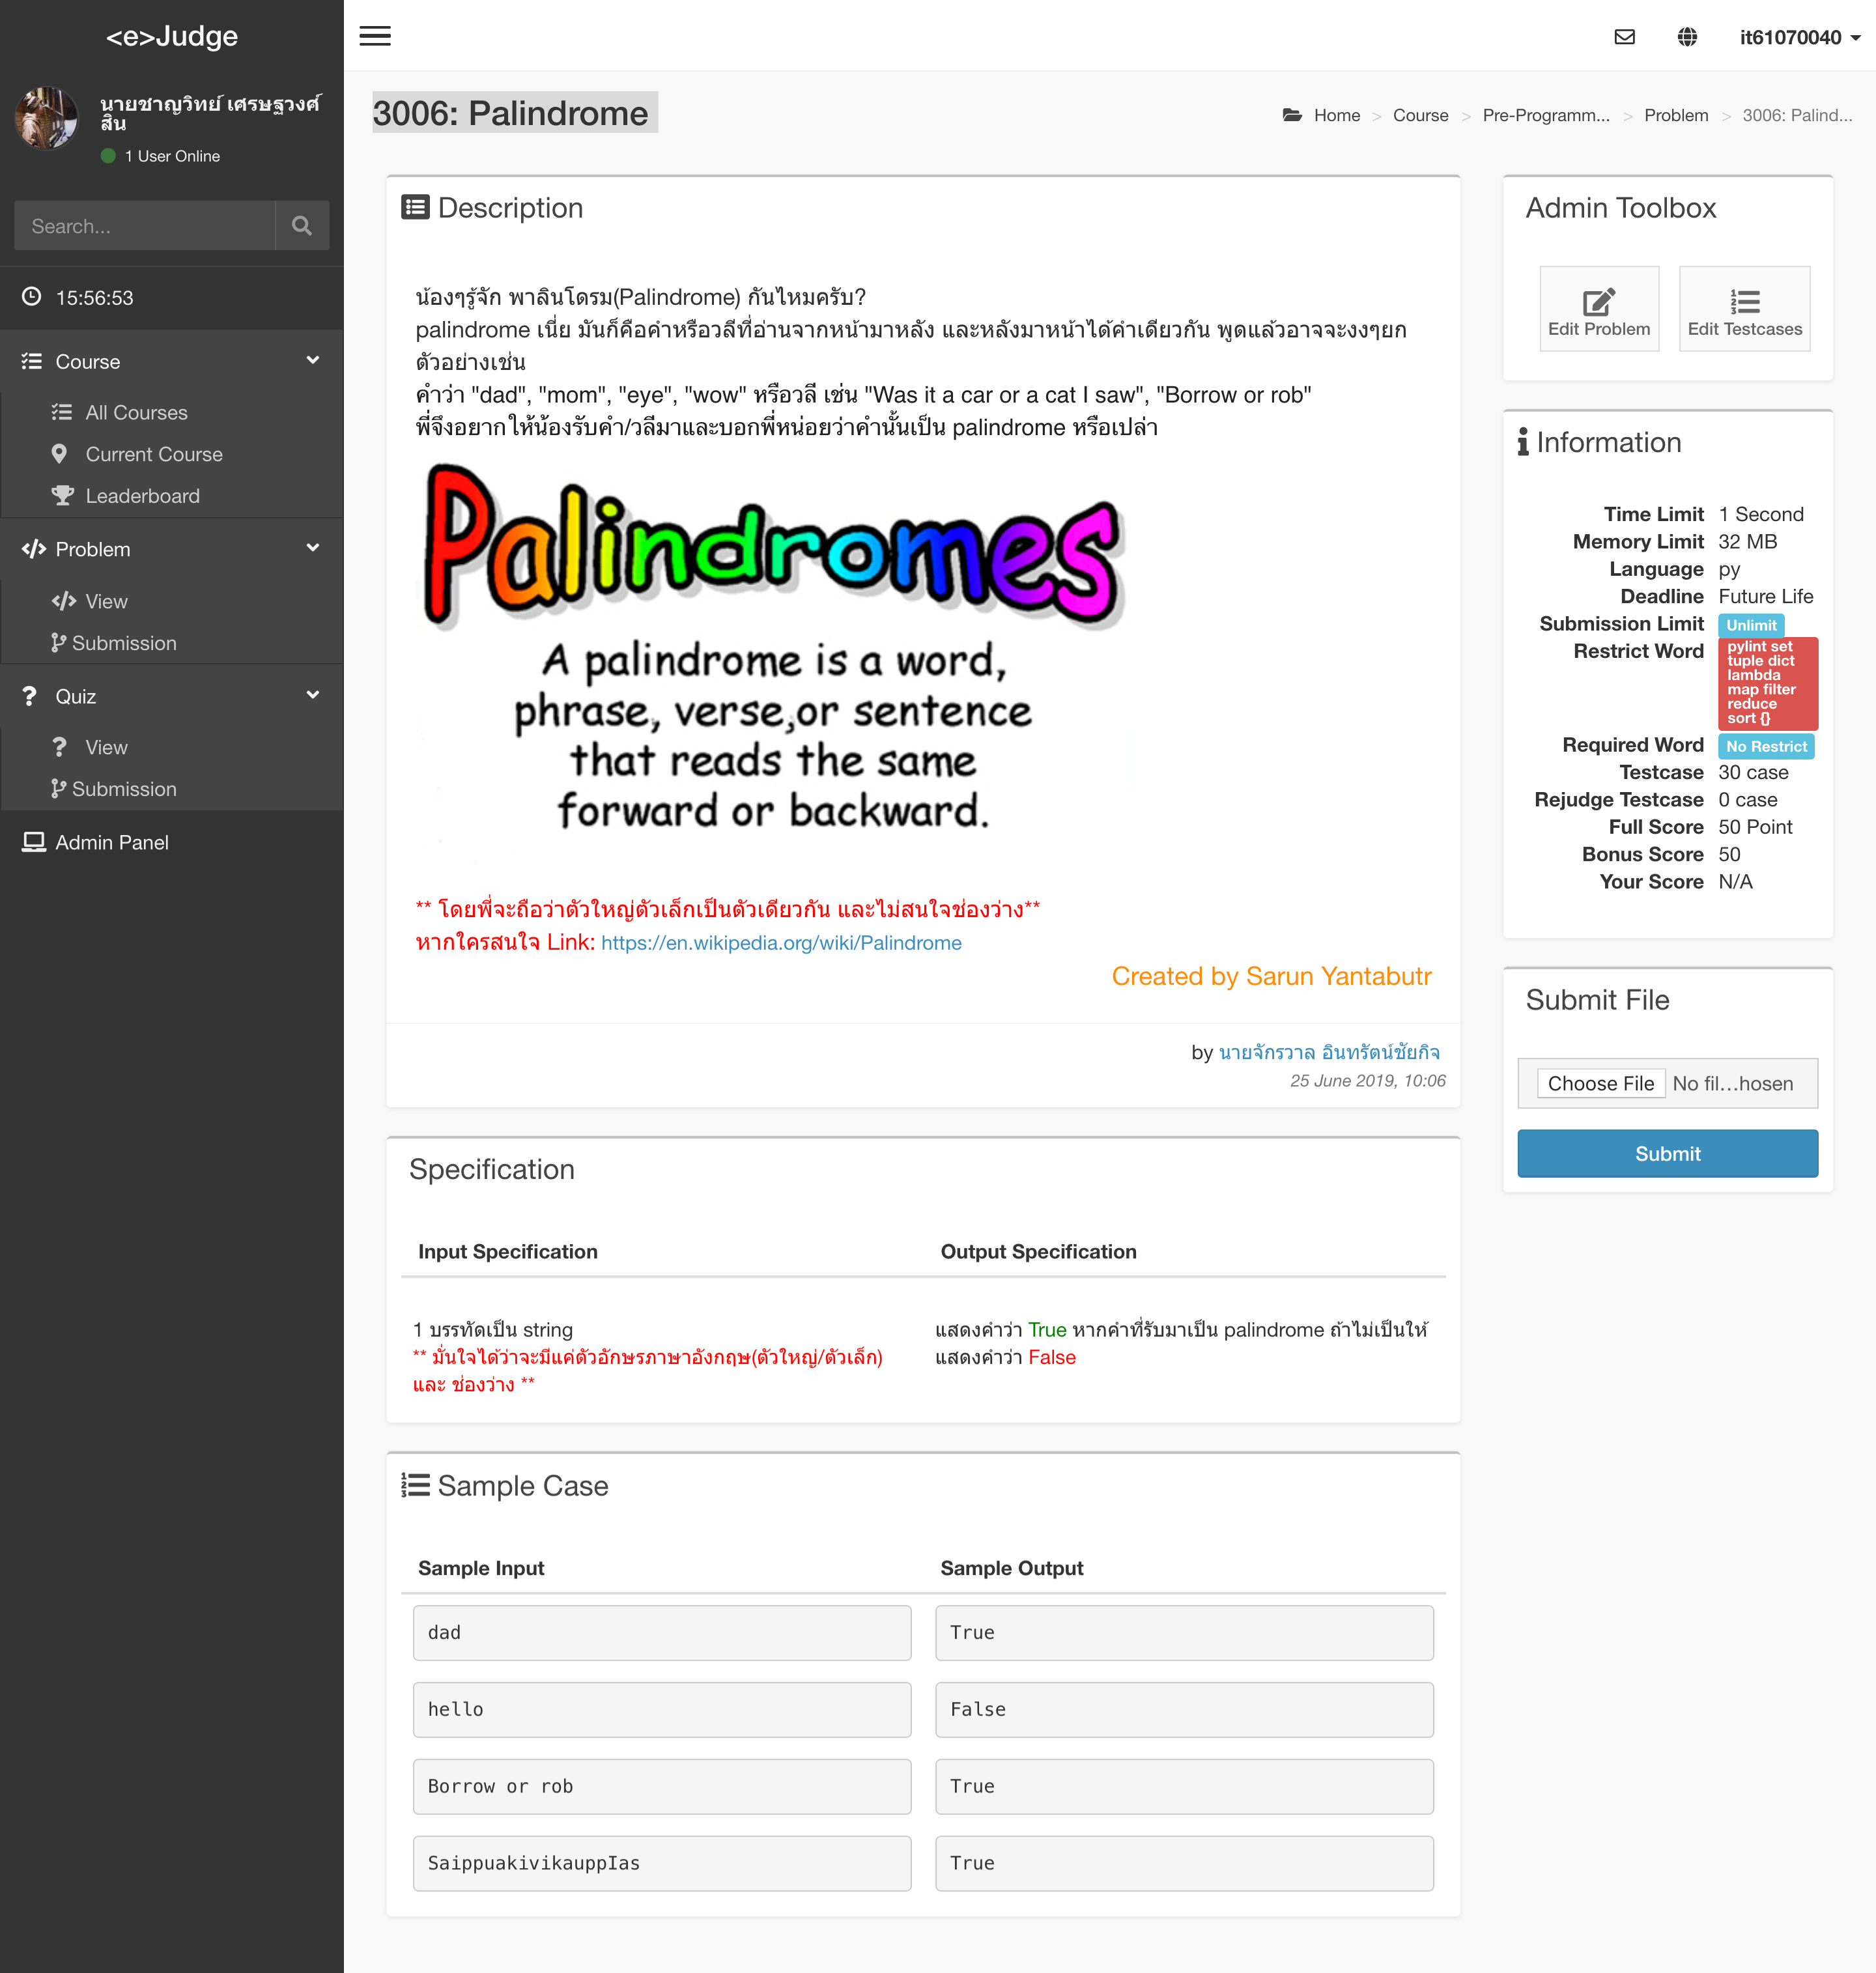 <e>Judge
it61070040
นายชาญวิทย์ เศรษฐวงศ์
สิน
1 User Online
Search...
15:56:53
Course
All Courses
Current Course
Leaderboard
Problem
View
Submission
Quiz
View
Submission
Admin Panel
3006: Palindrome
Home > Course > Pre-Programm... > Problem > 3006: Palind...
Description
น้องๆรู้จัก พาลินโดรม(Palindrome) กันไหมครับ?
palindrome เนี่ย มันก็คือคำหรือวลีที่อ่านจากหน้ามาหลัง และหลังมาหน้าได้คำเดียวกัน พูดแล้วอาจจะงงๆยก
ตัวอย่างเช่น
คำว่า "dad", "mom", "eye", "wow" หรือวลี เช่น "Was it a car or a cat I saw", "Borrow or rob"
พี่จึงอยากให้น้องรับคำ/วลีมาและบอกพี่หน่อยว่าคำนั้นเป็น palindrome หรือเปล่า
Palindromes
A palindrome is a word,
phrase, verse,or sentence
that reads the same
forward or backward.
** โดยพี่จะถือว่าตัวใหญ่ตัวเล็กเป็นตัวเดียวกัน และไม่สนใจช่องว่าง**
หากใครสนใจ Link: https://en.wikipedia.org/wiki/Palindrome
Created by Sarun Yantabutr
by นายจักรวาล อินทรัตน์ชัยกิจ
25 June 2019, 10:06
Specification
Input Specification
Output Specification
1 บรรทัดเป็น string
** มั่นใจได้ว่าจะมีแค่ตัวอักษรภาษาอังกฤษ(ตัวใหญ่/ตัวเล็ก)
และ ช่องว่าง **
แสดงคำว่า True หากคำที่รับมาเป็น palindrome ถ้าไม่เป็นให้
แสดงคำว่า False
Sample Case
Sample Input
Sample Output
dad
True
hello
False
Borrow or rob
True
SaippuakivikauppIas
True
Admin Toolbox
Edit Problem
Edit Testcases
Information
Time Limit 1 Second
Memory Limit 32 MB
Language py
Deadline Future Life
Submission Limit Unlimit
Restrict Word pylint set
tuple dict
lambda
map filter
reduce
sort {}
Required Word No Restrict
Testcase 30 case
Rejudge Testcase 0 case
Full Score 50 Point
Bonus Score 50
Your Score N/A
Submit File
Choose File No fil...hosen
Submit